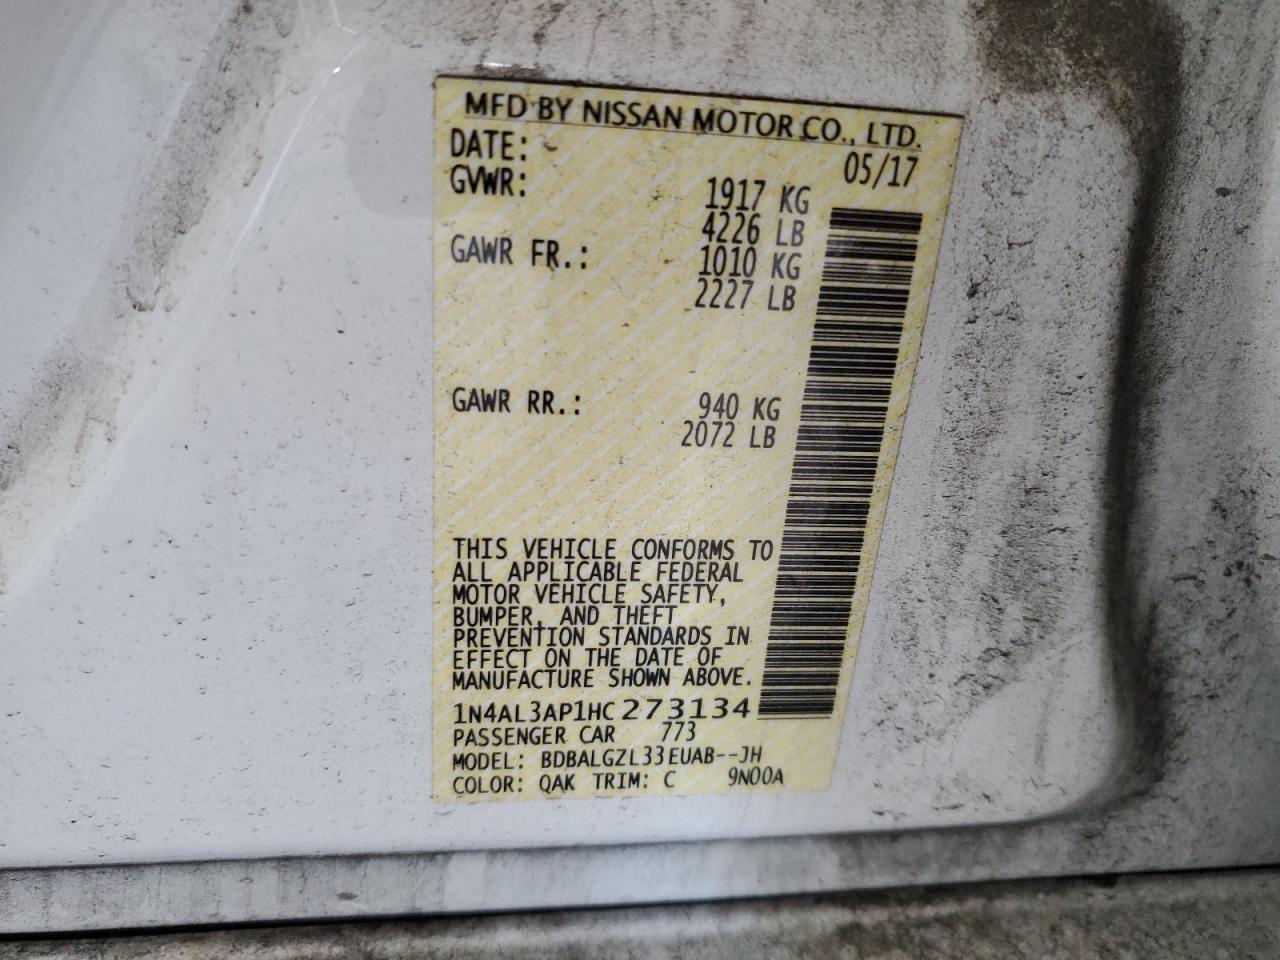 MFD BY NISSAN MOTOR CO., LTD.
DATE: 05/17
GVWR: 1917 KG
4226 LB
GAWR FR.: 1010 KG
2227 LB
GAWR RR.: 940 KG
2072 LB
THIS VEHICLE CONFORMS TO
ALL APPLICABLE FEDERAL
MOTOR VEHICLE SAFETY,
BUMPER, AND THEFT
PREVENTION STANDARDS IN
EFFECT ON THE DATE OF
MANUFACTURE SHOWN ABOVE.
1N4AL3AP1HC273134
PASSENGER CAR 773
MODEL: BDBALGZL33EUAB--JH
COLOR: QAK TRIM: C 9N00A